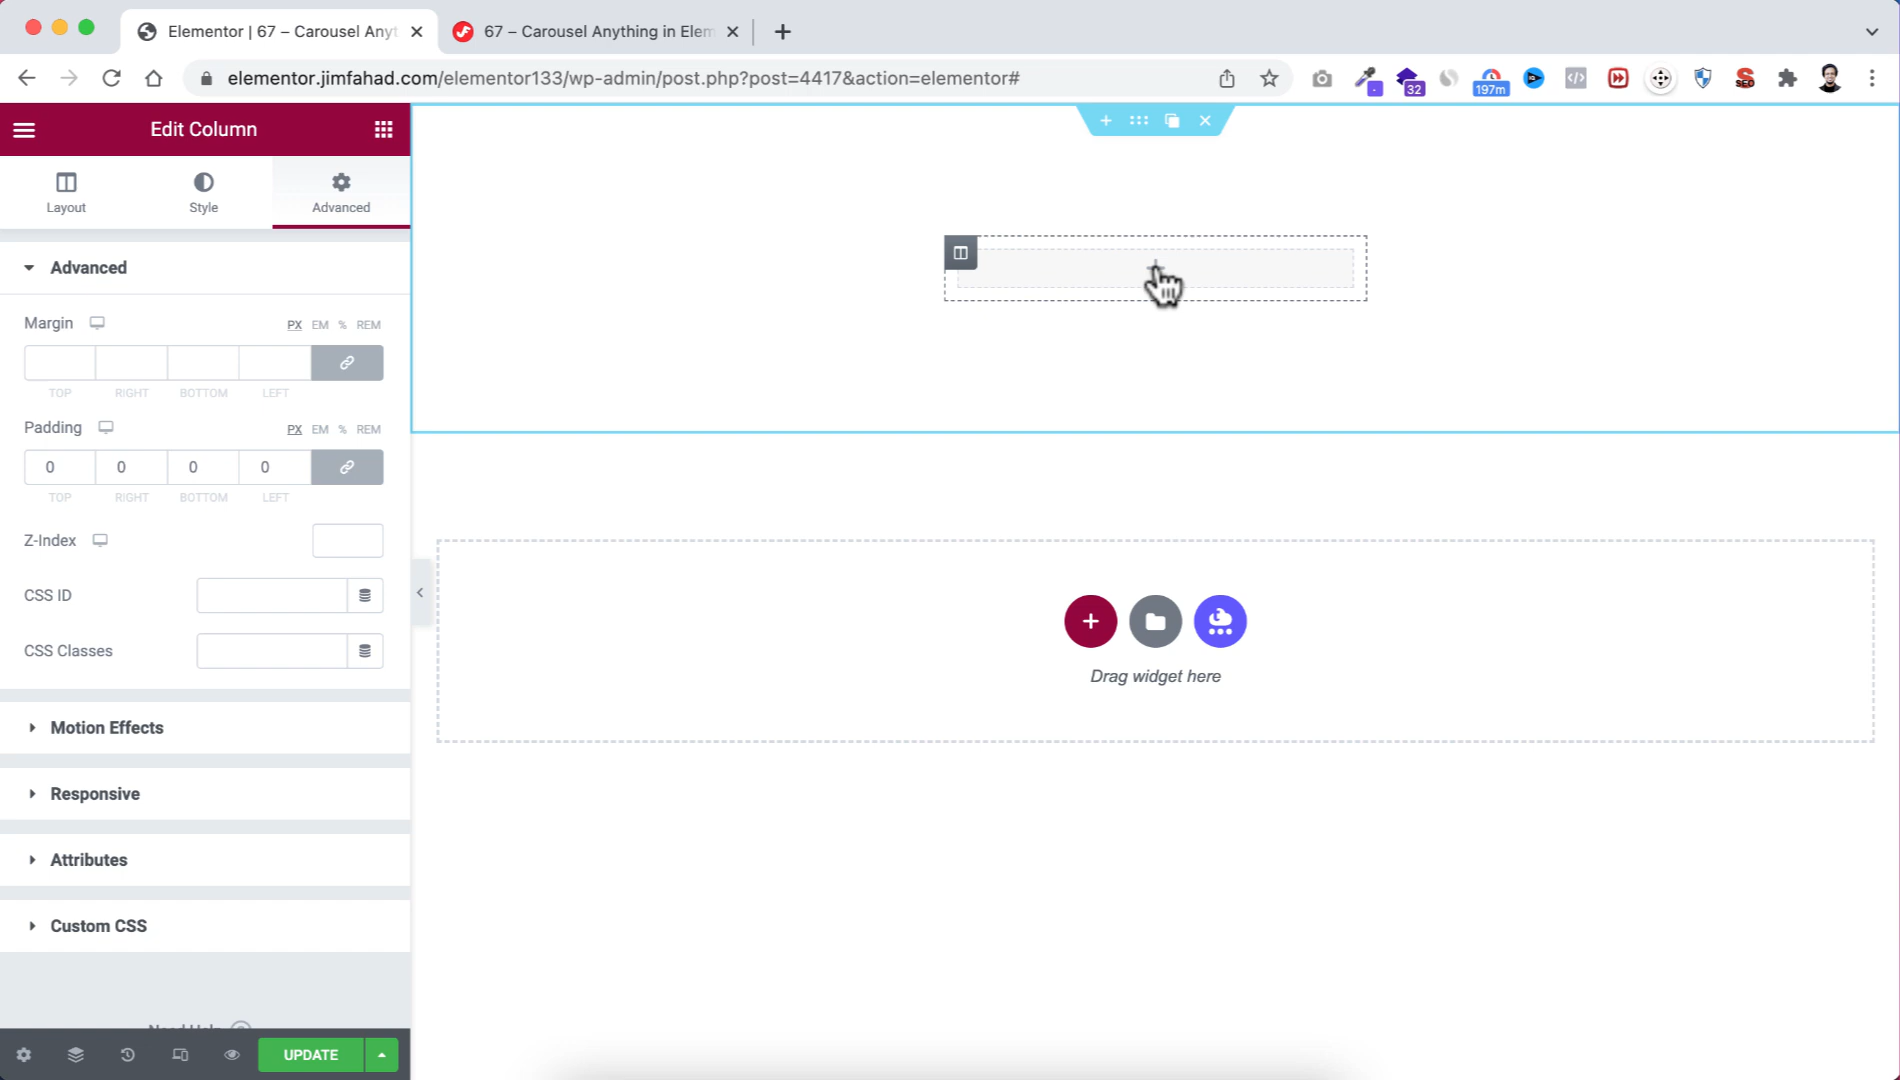 Elementor | 67 – Carousel Anyt
67 – Carousel Anything in Elem
elementor.jimfahad.com/elementor133/wp-admin/post.php?post=4417&action=elementor#
32
197m
SEO
Edit Column
Layout
Style
Advanced
Advanced
Margin
PX EM % REM
TOP RIGHT BOTTOM LEFT
Padding
PX EM % REM
0 0 0 0
TOP RIGHT BOTTOM LEFT
Z-Index
CSS ID
CSS Classes
Motion Effects
Responsive
Attributes
Custom CSS
Need Help
UPDATE
Drag widget here